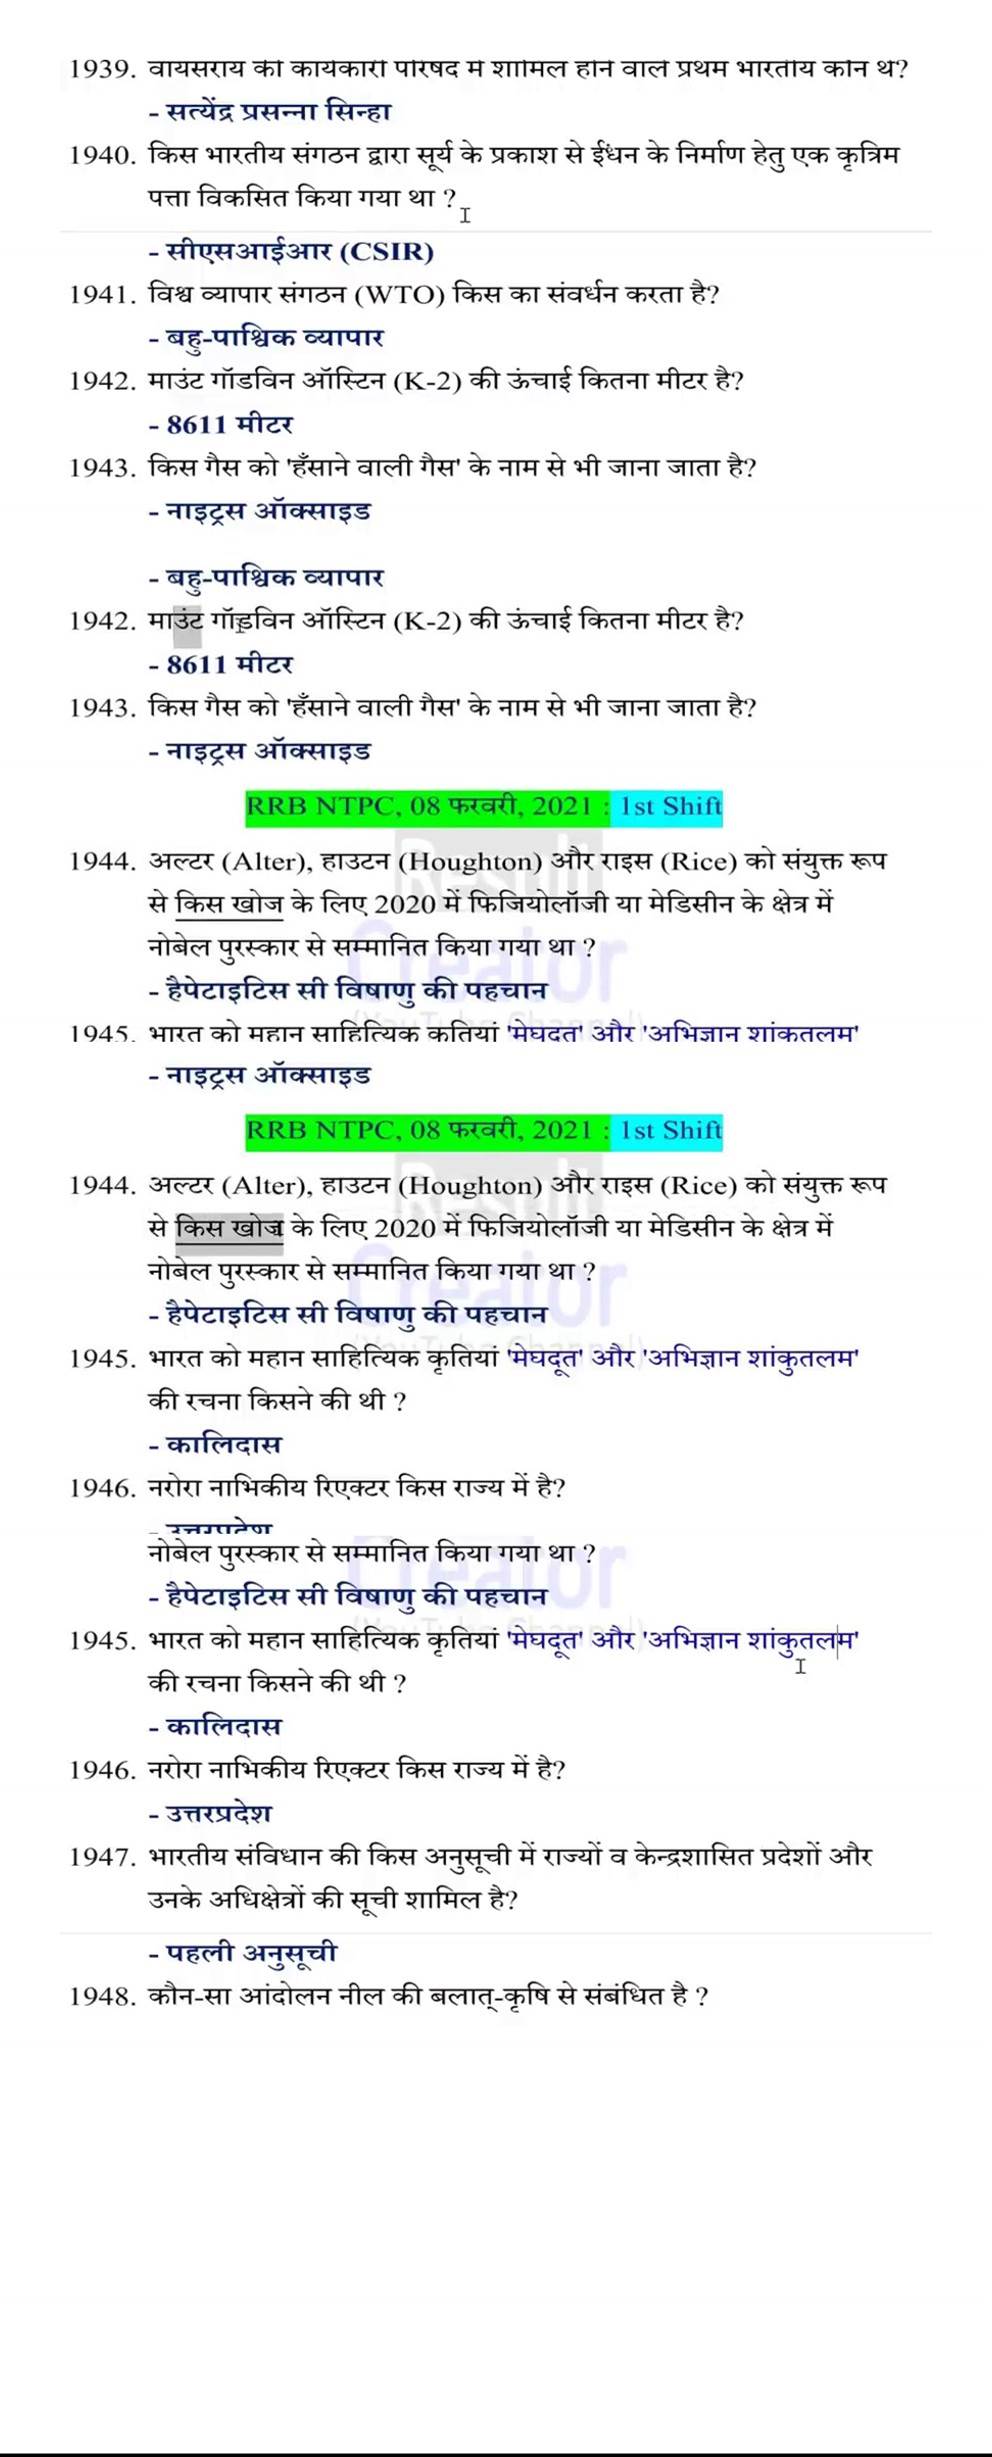 1939. वायसराय की कार्यकारी परिषद में शामिल होने वाले प्रथम भारतीय कौन थे?
- सत्येंद्र प्रसन्ना सिन्हा
1940. किस भारतीय संगठन द्वारा सूर्य के प्रकाश से ईंधन के निर्माण हेतु एक कृत्रिम
पत्ता विकसित किया गया था ?
- सीएसआईआर (CSIR)
1941. विश्व व्यापार संगठन (WTO) किस का संवर्धन करता है?
- बहु-पाश्विक व्यापार
1942. माउंट गॉडविन ऑस्टिन (K-2) की ऊंचाई कितना मीटर है?
- 8611 मीटर
1943. किस गैस को 'हँसाने वाली गैस' के नाम से भी जाना जाता है?
- नाइट्रस ऑक्साइड
- बहु-पाश्विक व्यापार
1942. माउंट गॉडविन ऑस्टिन (K-2) की ऊंचाई कितना मीटर है?
- 8611 मीटर
1943. किस गैस को 'हँसाने वाली गैस' के नाम से भी जाना जाता है?
- नाइट्रस ऑक्साइड
RRB NTPC, 08 फरवरी, 2021 : 1st Shift
1944. अल्टर (Alter), हाउटन (Houghton) और राइस (Rice) को संयुक्त रूप
से किस खोज के लिए 2020 में फिजियोलॉजी या मेडिसीन के क्षेत्र में
नोबेल पुरस्कार से सम्मानित किया गया था ?
- हैपेटाइटिस सी विषाणु की पहचान
1945. भारत को महान साहित्यिक कृतियां 'मेघदूत' और 'अभिज्ञान शांकुतलम'
- नाइट्रस ऑक्साइड
RRB NTPC, 08 फरवरी, 2021 : 1st Shift
1944. अल्टर (Alter), हाउटन (Houghton) और राइस (Rice) को संयुक्त रूप
से किस खोज के लिए 2020 में फिजियोलॉजी या मेडिसीन के क्षेत्र में
नोबेल पुरस्कार से सम्मानित किया गया था ?
- हैपेटाइटिस सी विषाणु की पहचान
1945. भारत को महान साहित्यिक कृतियां 'मेघदूत' और 'अभिज्ञान शांकुतलम'
की रचना किसने की थी ?
- कालिदास
1946. नरोरा नाभिकीय रिएक्टर किस राज्य में है?
- उत्तरप्रदेश
नोबेल पुरस्कार से सम्मानित किया गया था ?
- हैपेटाइटिस सी विषाणु की पहचान
1945. भारत को महान साहित्यिक कृतियां 'मेघदूत' और 'अभिज्ञान शांकुतलम'
की रचना किसने की थी ?
- कालिदास
1946. नरोरा नाभिकीय रिएक्टर किस राज्य में है?
- उत्तरप्रदेश
1947. भारतीय संविधान की किस अनुसूची में राज्यों व केन्द्रशासित प्रदेशों और
उनके अधिक्षेत्रों की सूची शामिल है?
- पहली अनुसूची
1948. कौन-सा आंदोलन नील की बलात्-कृषि से संबंधित है ?